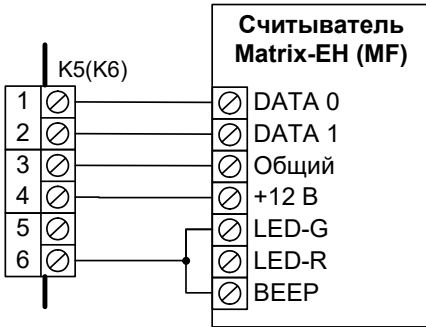 Считыватель
Matrix-EH (MF)
K5(K6)
1 DATA 0
2 DATA 1
3 Общий
4 +12 В
5 LED-G
6 LED-R
BEEP